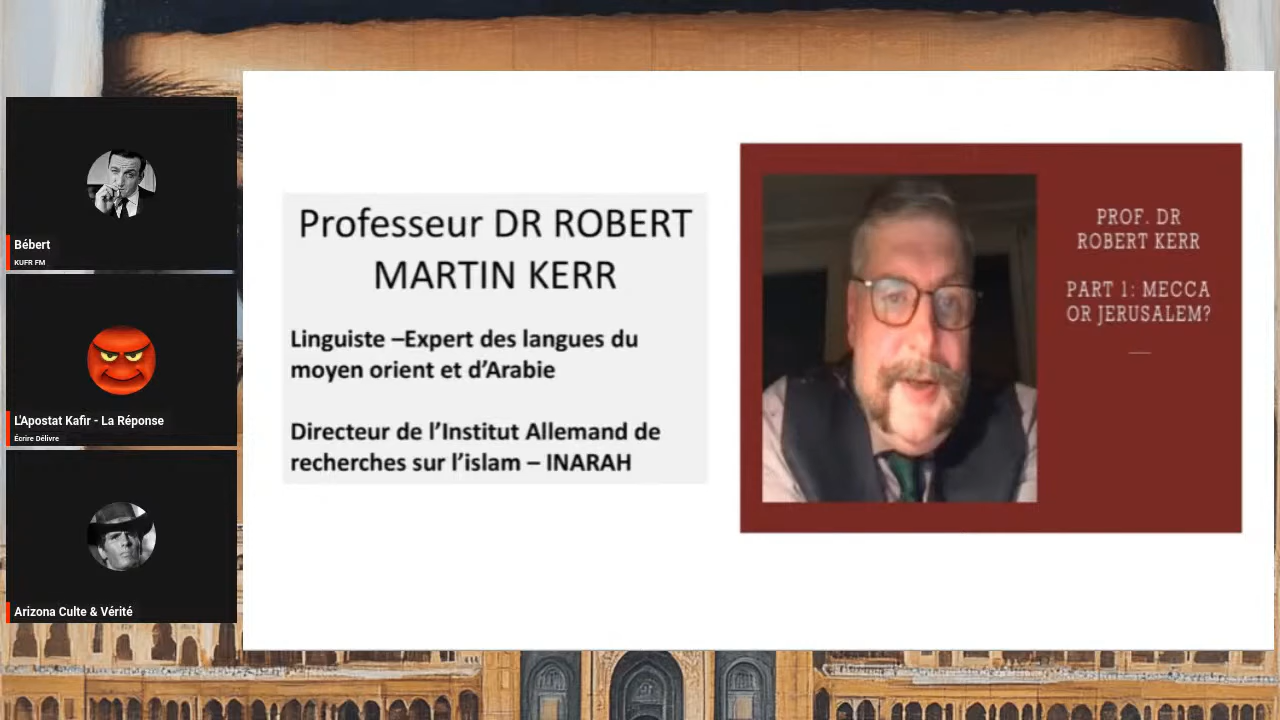 Bébert
KUFR FM
L'Apostat Kafir - La Réponse
Écrire Délivre
Arizona Culte & Vérité
Professeur DR ROBERT
MARTIN KERR
Linguiste –Expert des langues du
moyen orient et d’Arabie
Directeur de l’Institut Allemand de
recherches sur l’islam – INARAH
PROF. DR
ROBERT KERR
PART 1: MECCA
OR JERUSALEM?